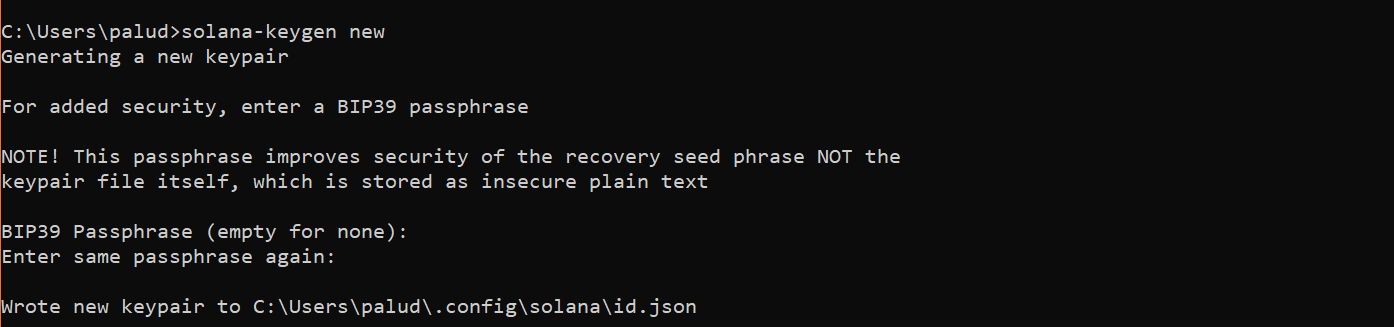 C:\Users\palud>solana-keygen new
Generating a new keypair
For added security, enter a BIP39 passphrase
NOTE! This passphrase improves security of the recovery seed phrase NOT the
keypair file itself, which is stored as insecure plain text
BIP39 Passphrase (empty for none):
Enter same passphrase again:
Wrote new keypair to C:\Users\palud\.config\solana\id.json